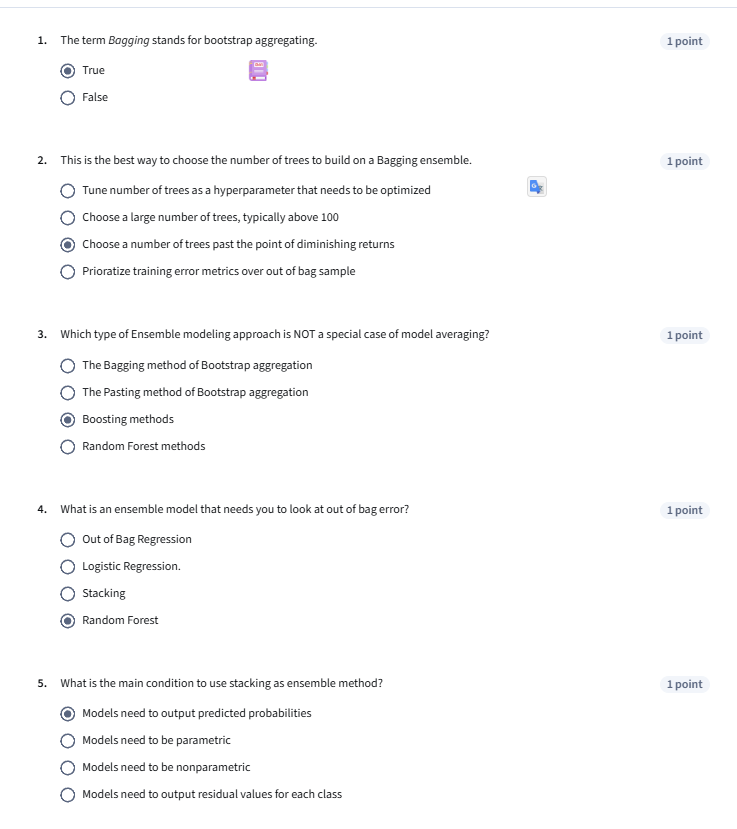 1. The term Bagging stands for bootstrap aggregating. 1 point
True
False
2. This is the best way to choose the number of trees to build on a Bagging ensemble. 1 point
Tune number of trees as a hyperparameter that needs to be optimized
Choose a large number of trees, typically above 100
Choose a number of trees past the point of diminishing returns
Prioratize training error metrics over out of bag sample
3. Which type of Ensemble modeling approach is NOT a special case of model averaging? 1 point
The Bagging method of Bootstrap aggregation
The Pasting method of Bootstrap aggregation
Boosting methods
Random Forest methods
4. What is an ensemble model that needs you to look at out of bag error? 1 point
Out of Bag Regression
Logistic Regression.
Stacking
Random Forest
5. What is the main condition to use stacking as ensemble method? 1 point
Models need to output predicted probabilities
Models need to be parametric
Models need to be nonparametric
Models need to output residual values for each class